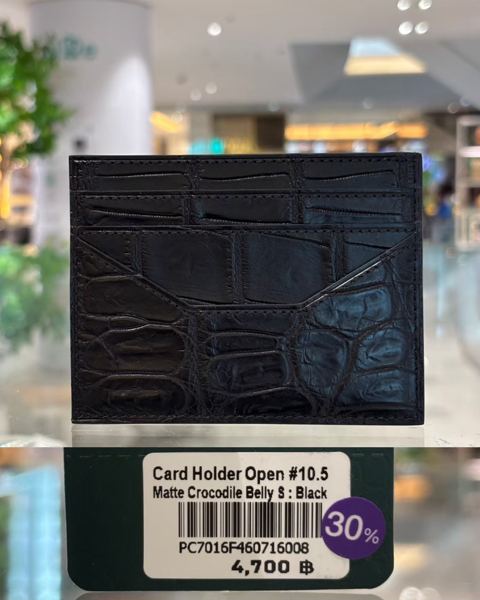 Card Holder Open #10.5
Matte Crocodile Belly S : Black
30%
PC7016F460716008
4,700 ฿